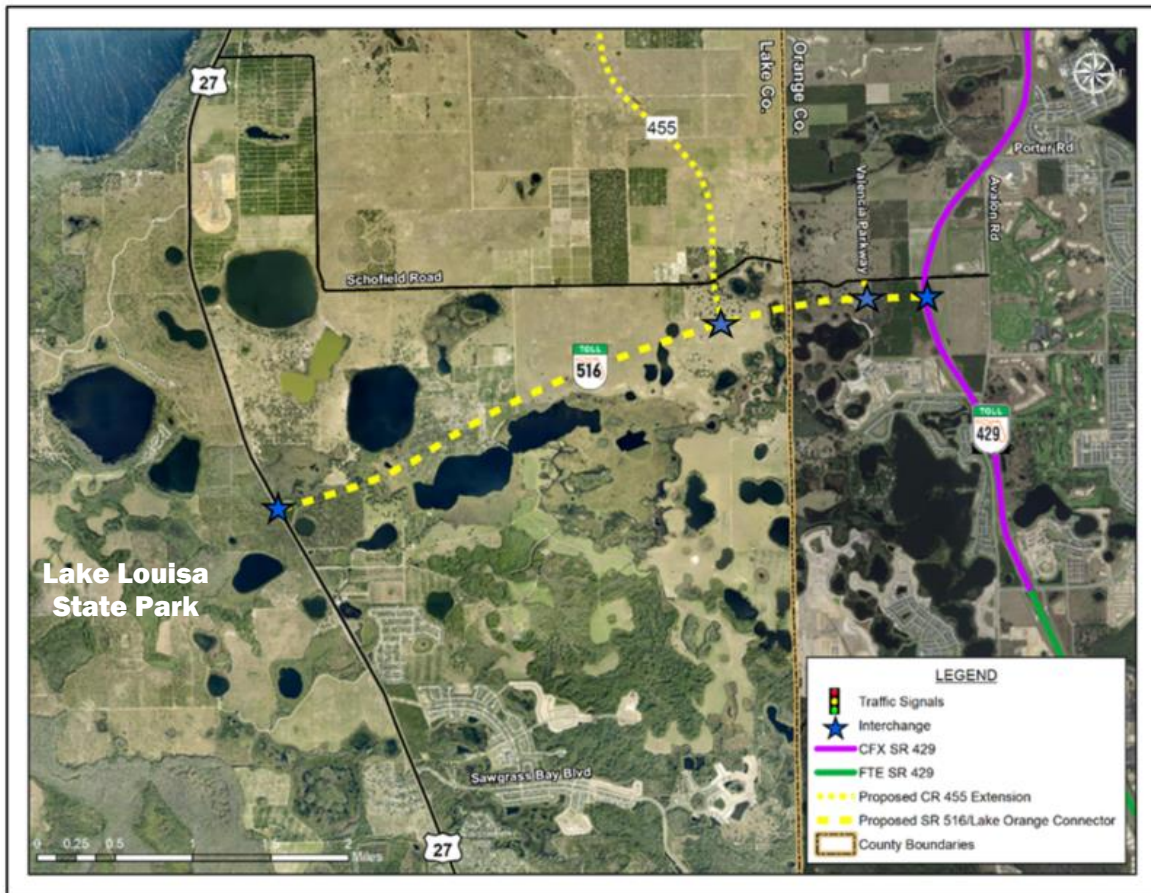 27
Lake Co.
Orange Co.
455
Porter Rd
Valencia Parkway
Avalon Rd
Schofield Road
TOLL
516
TOLL
429
Lake Louisa
State Park
Sawgrass Bay Blvd
27
0 0.25 0.5 1 1.5 2
Miles
LEGEND
Traffic Signals
Interchange
CFX SR 429
FTE SR 429
Proposed CR 455 Extension
Proposed SR 516/Lake Orange Connector
County Boundaries